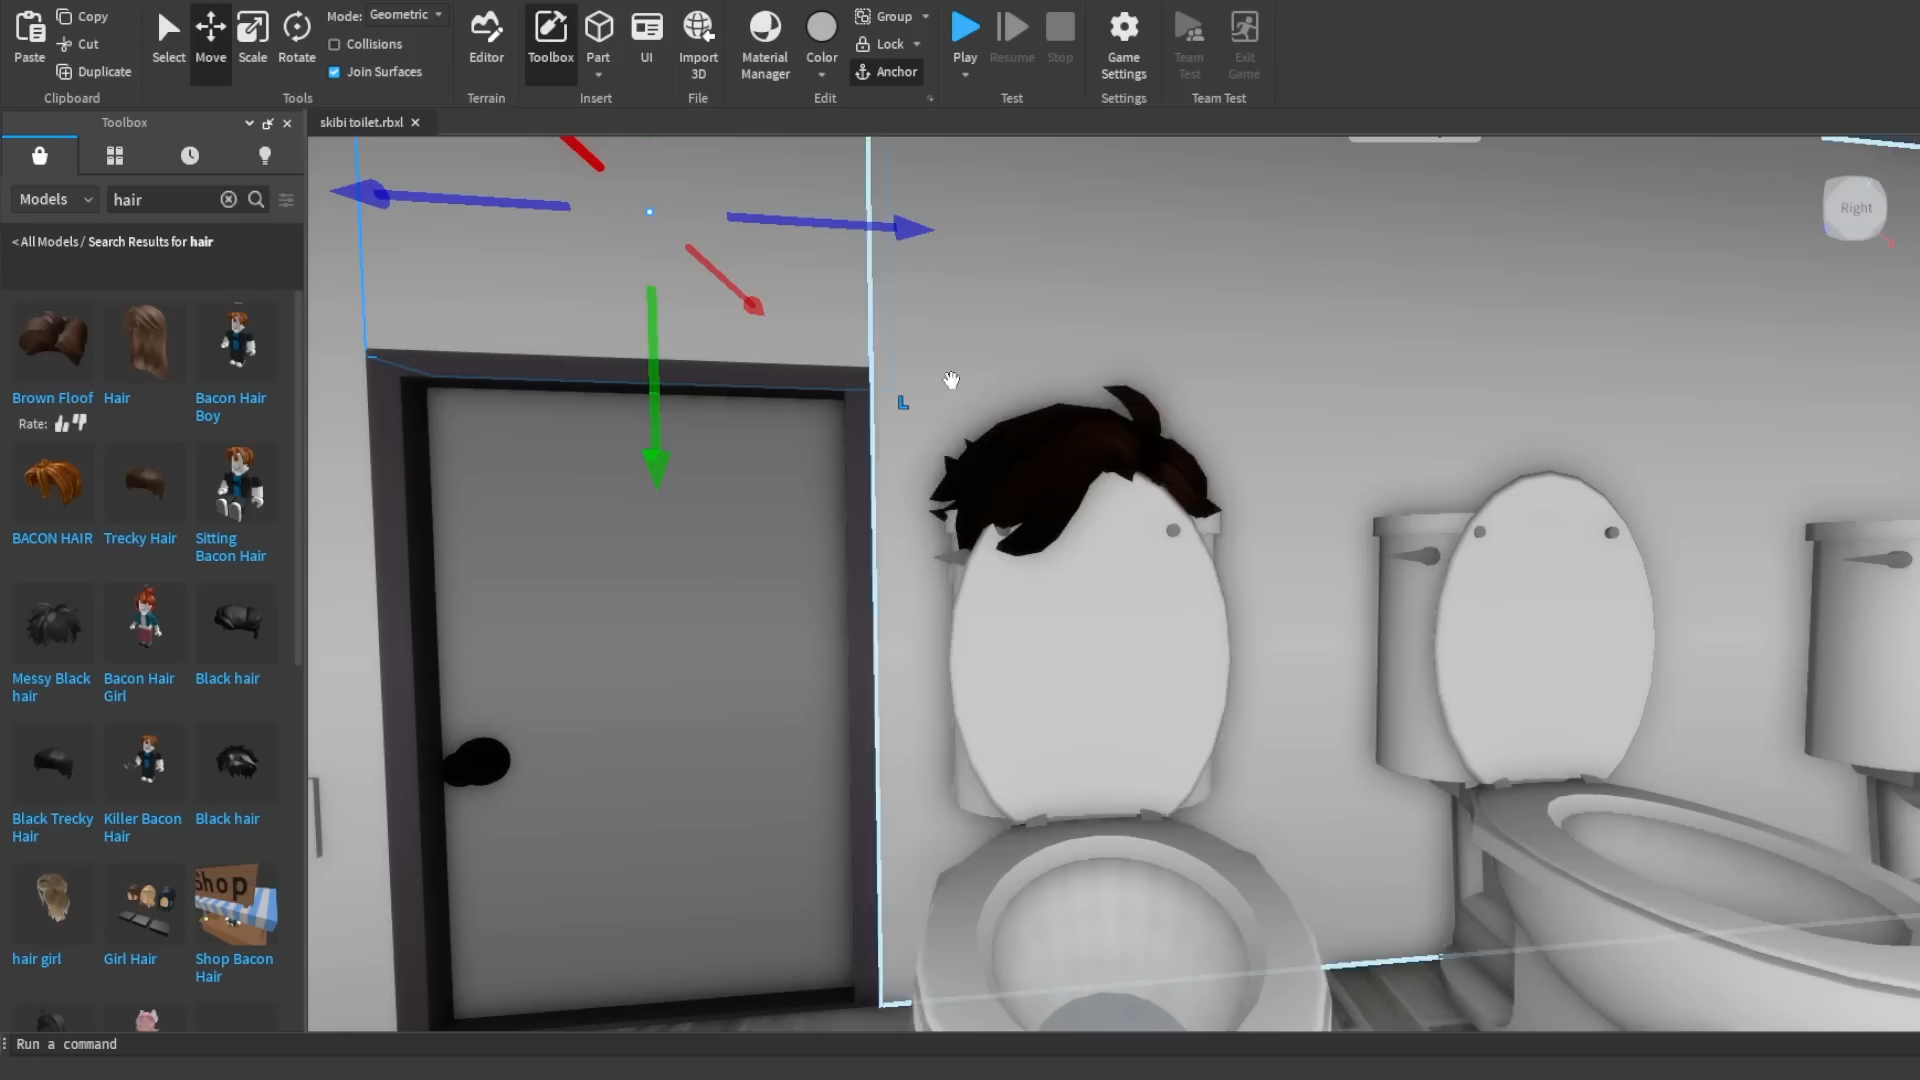 Paste
Copy
Cut
Duplicate
Clipboard
Select
Move
Scale
Rotate
Mode: Geometric
Collisions
Join Surfaces
Tools
Editor
Terrain
Toolbox
Part
UI
Insert
Import
3D
File
Material
Manager
Color
Group
Lock
Anchor
Edit
Play
Resume
Stop
Test
Game
Settings
Settings
Team
Test
Exit
Game
Team Test
Toolbox
skibi toilet.rbxl
Models
hair
< All Models / Search Results for hair
Brown Floof
Rate:
Hair
Bacon Hair
Boy
BACON HAIR
Trecky Hair
Sitting
Bacon Hair
Messy Black
hair
Bacon Hair
Girl
Black hair
Black Trecky
Hair
Killer Bacon
Hair
Black hair
Shop
hair girl
Girl Hair
Shop Bacon
Hair
L
Right
Run a command